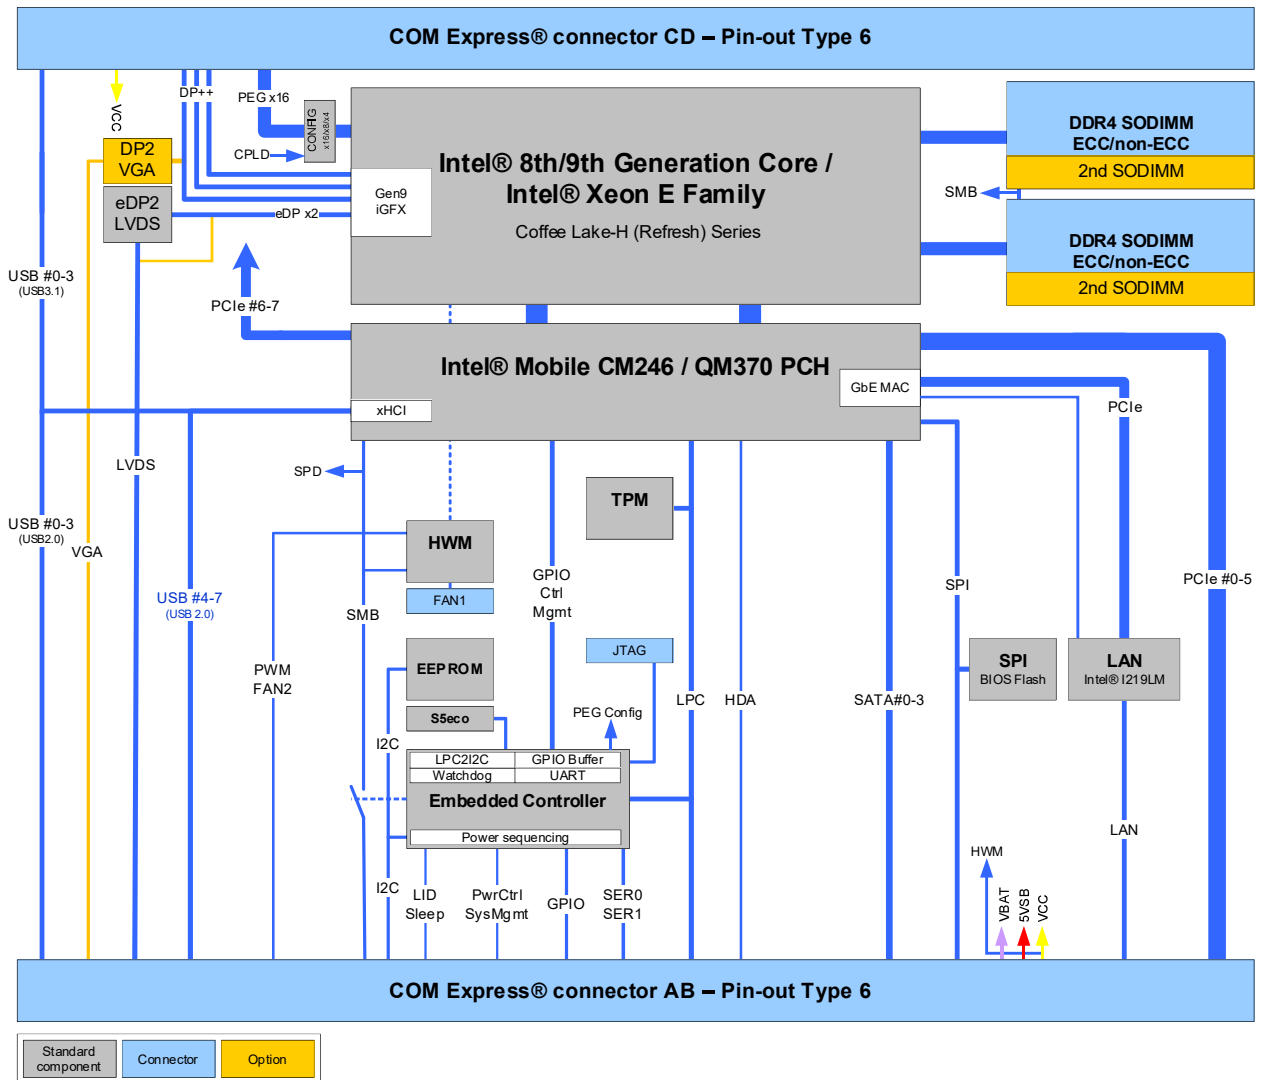 COM Express® connector CD – Pin-out Type 6
DP++
PEG x16
CONFIG
x16/x8/x4
VCC
CPLD
DP2
VGA
eDP2
LVDS
eDP x2
Gen9
iGFX
Intel® 8th/9th Generation Core /
Intel® Xeon E Family
Coffee Lake-H (Refresh) Series
DDR4 SODIMM
ECC/non-ECC
2nd SODIMM
SMB
DDR4 SODIMM
ECC/non-ECC
2nd SODIMM
USB #0-3
(USB3.1)
PCIe #6-7
Intel® Mobile CM246 / QM370 PCH
GbE MAC
xHCI
PCIe
LVDS
SPD
TPM
USB #0-3
(USB2.0)
VGA
HWM
FAN1
GPIO
Ctrl
Mgmt
USB #4-7
(USB 2.0)
SMB
SPI
PCIe #0-5
PWM
FAN2
EEPROM
JTAG
SPI
BIOS Flash
LAN
Intel® I219LM
S5eco
PEG Config
LPC
HDA
SATA#0-3
I2C
LPC2I2C
GPIO Buffer
Watchdog
UART
Embedded Controller
Power sequencing
LAN
HWM
I2C
LID
Sleep
PwrCtrl
SysMgmt
GPIO
SER0
SER1
VBAT
5VSB
VCC
COM Express® connector AB – Pin-out Type 6
Standard
component
Connector
Option